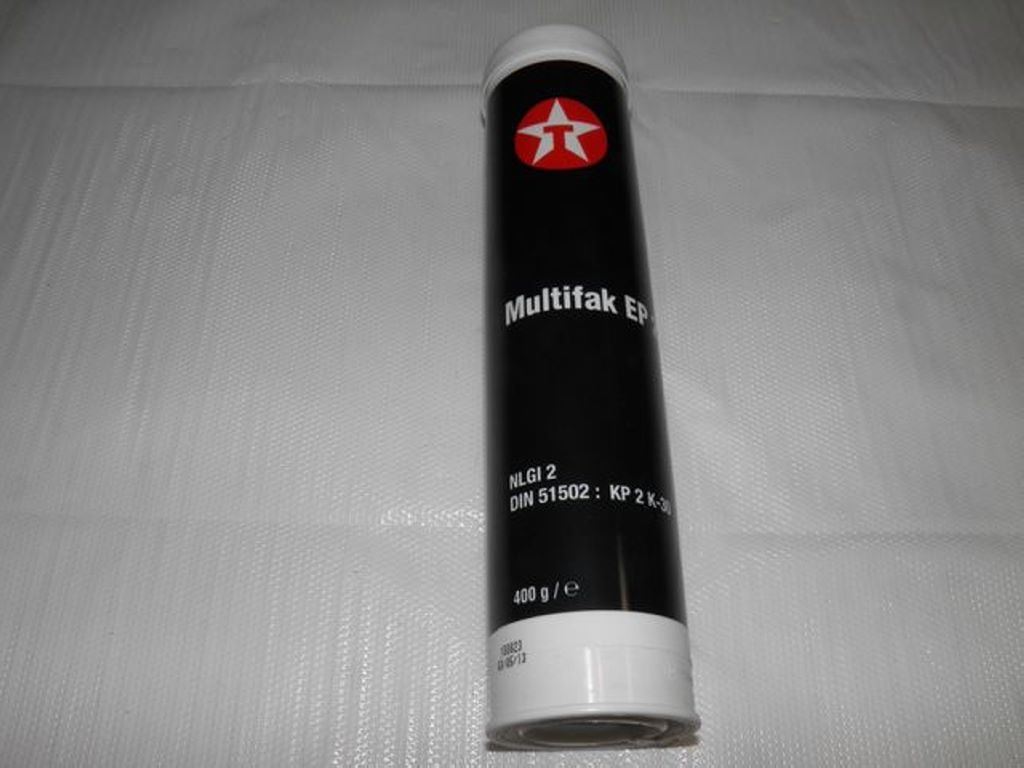 T
Multifak EP
NLGI 2
DIN 51502 : KP 2 K-30
400 g / ℮